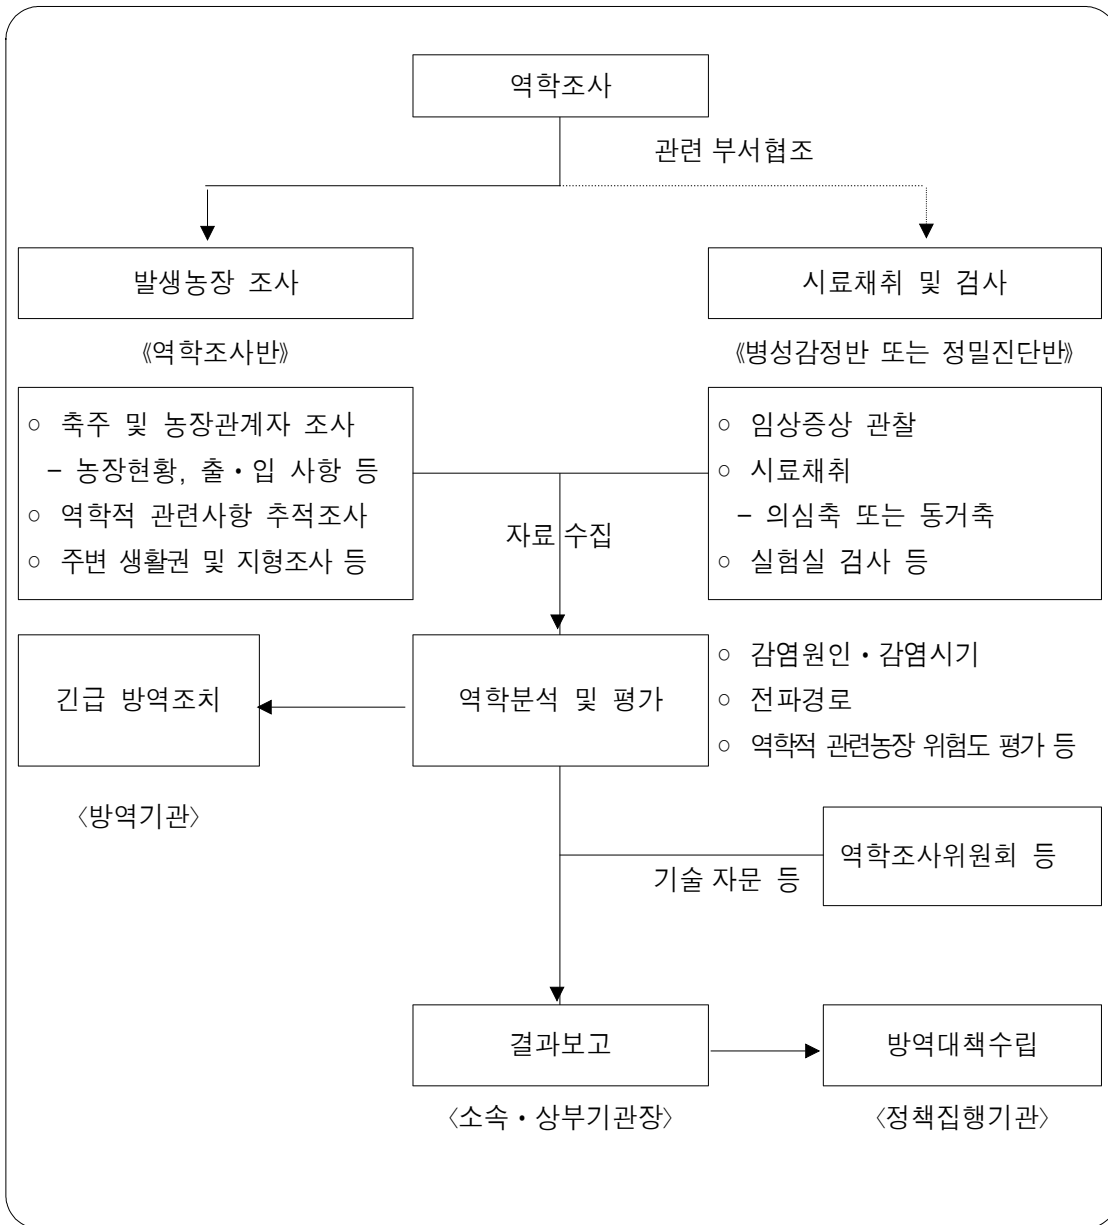 역학조사
관련 부서협조
발생농장 조사
시료채취 및 검사
《역학조사반》
《병성감정반 또는 정밀진단반》
○ 축주 및 농장관계자 조사
– 농장현황, 출・입 사항 등
○ 역학적 관련사항 추적조사
○ 주변 생활권 및 지형조사 등
○ 임상증상 관찰
○ 시료채취
– 의심축 또는 동거축
○ 실험실 검사 등
자료 수집
긴급 방역조치
역학분석 및 평가
○ 감염원인・감염시기
○ 전파경로
○ 역학적 관련농장 위험도 평가 등
〈방역기관〉
역학조사위원회 등
기술 자문 등
결과보고
방역대책수립
〈소속・상부기관장〉
〈정책집행기관〉